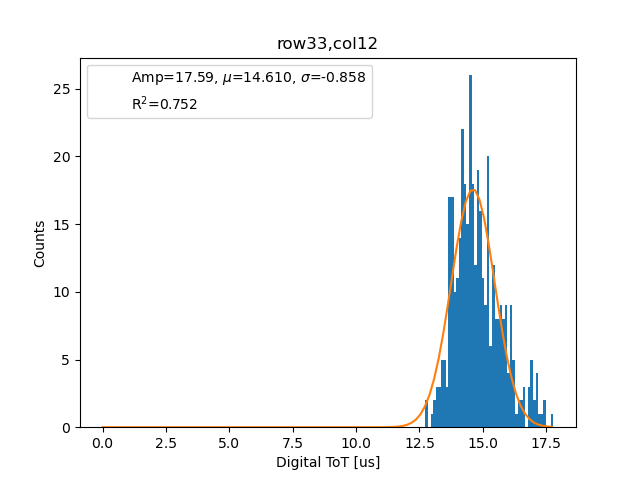 row33,col12
Amp=17.59, μ=14.610, σ=-0.858
R²=0.752
25
20
15
10
5
0
Counts
0.0 2.5 5.0 7.5 10.0 12.5 15.0 17.5
Digital ToT [us]